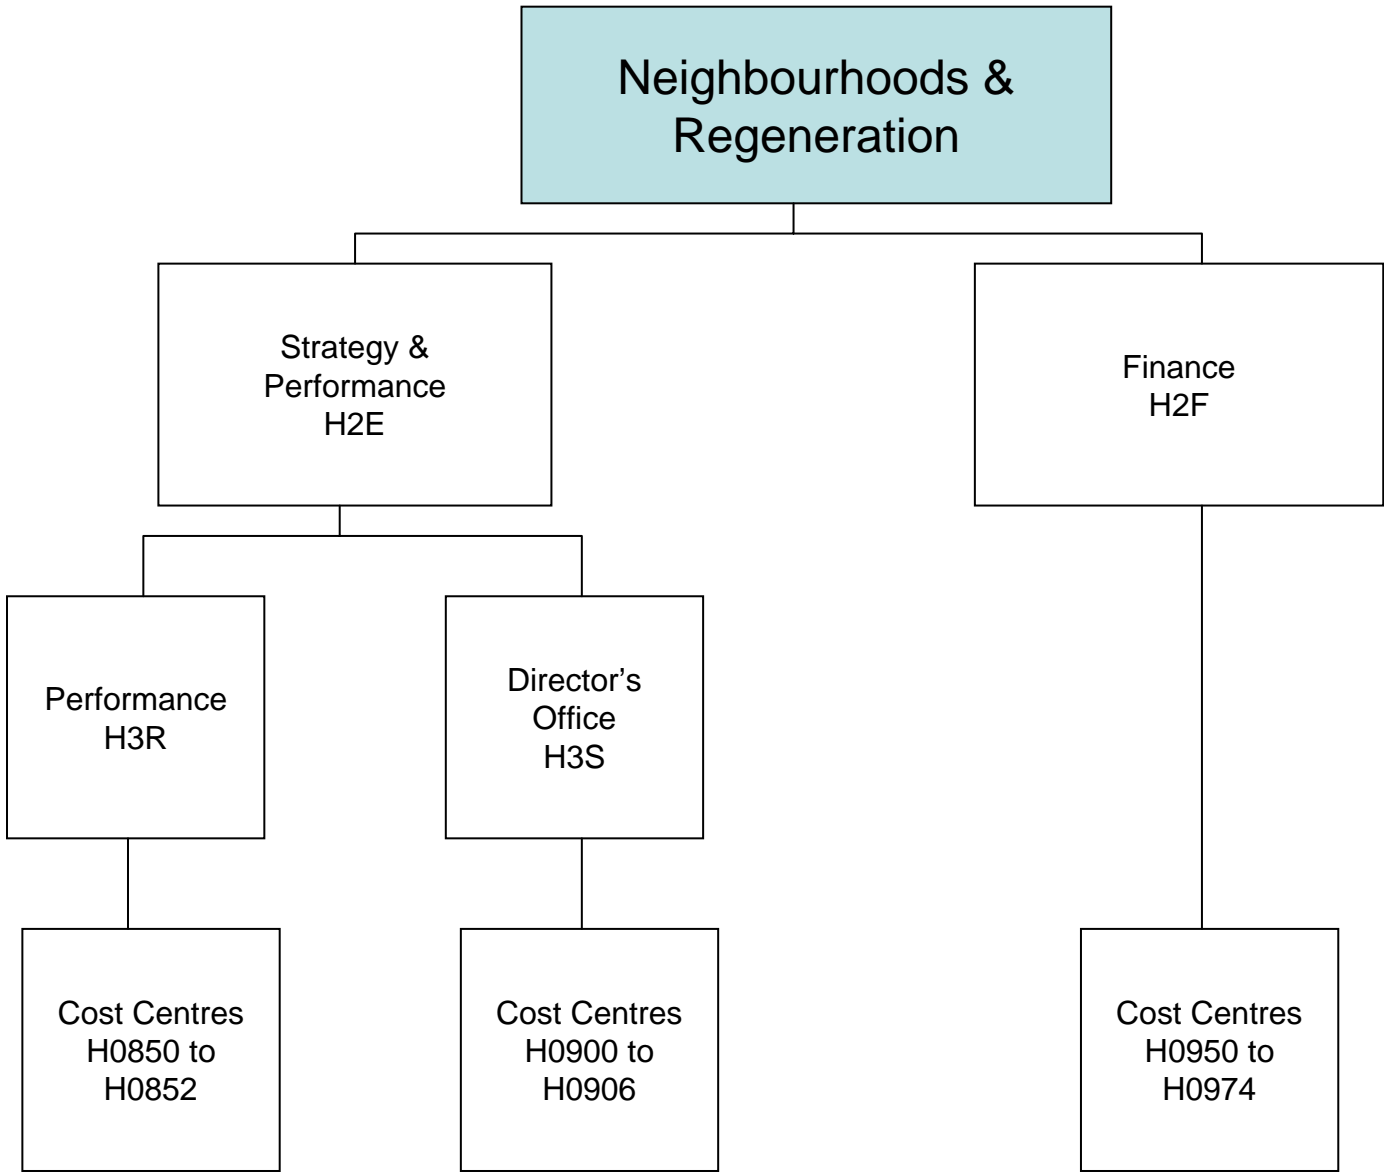 Neighbourhoods &
Regeneration
Strategy &
Performance
H2E
Finance
H2F
Performance
H3R
Director’s
Office
H3S
Cost Centres
H0850 to
H0852
Cost Centres
H0900 to
H0906
Cost Centres
H0950 to
H0974